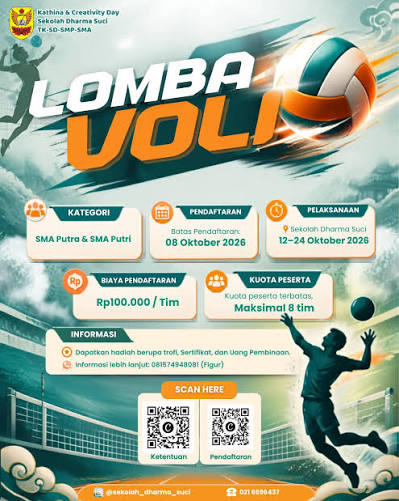 Kathina & Creativity Day
Sekolah Dharma Suci
TK-SD-SMP-SMA
LOMBA
VOLI
KATEGORI
SMA Putra & SMA Putri
PENDAFTARAN
Batas Pendaftaran:
08 Oktober 2026
PELAKSANAAN
Sekolah Dharma Suci
12–24 Oktober 2026
Rp
BIAYA PENDAFTARAN
Rp100.000 / Tim
KUOTA PESERTA
Kuota peserta terbatas,
Maksimal 8 tim
INFORMASI
Dapatkan hadiah berupa trofi, Sertifikat, dan Uang Pembinaan.
Informasi lebih lanjut: 081574948081 (Figur)
SCAN HERE
Ketentuan
Pendaftaran
@sekolah_dharma_suci
021 6696437